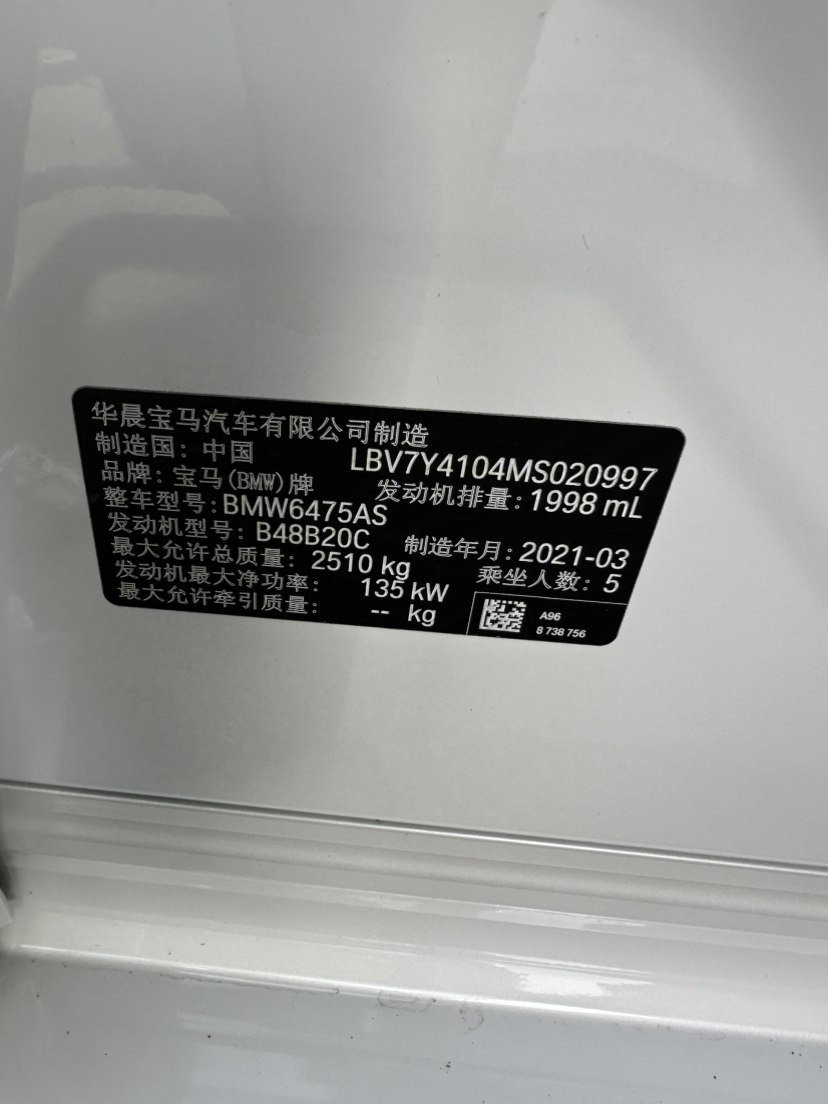 华晨宝马汽车有限公司制造
制造国: 中国
LBV7Y4104MS020997
品牌: 宝马(BMW)牌
发动机排量: 1998 mL
整车型号: BMW6475AS
发动机型号: B48B20C
制造年月: 2021-03
最大允许总质量: 2510 kg
乘坐人数: 5
发动机最大净功率: 135 kW
最大允许牵引质量: -- kg
A96
8 738 756